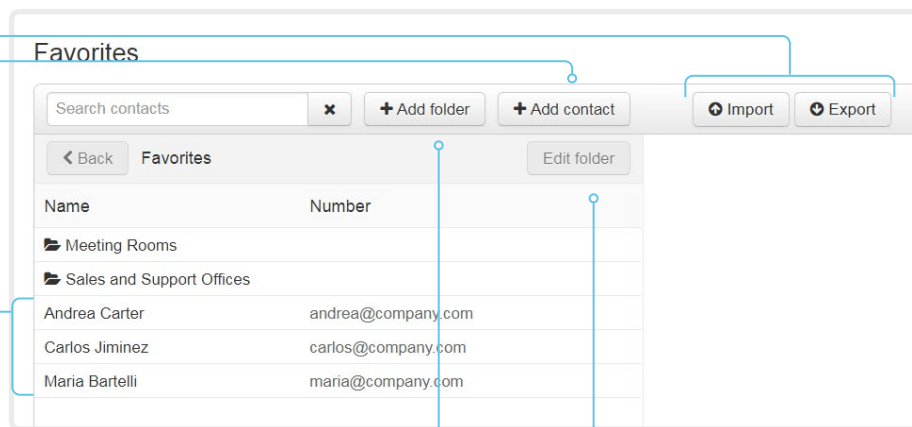 Favorites
Search contacts
Add folder
Add contact
Import
Export
Back Favorites
Edit folder
Name Number
Meeting Rooms
Sales and Support Offices
Andrea Carter andrea@company.com
Carlos Jiminez carlos@company.com
Maria Bartelli maria@company.com